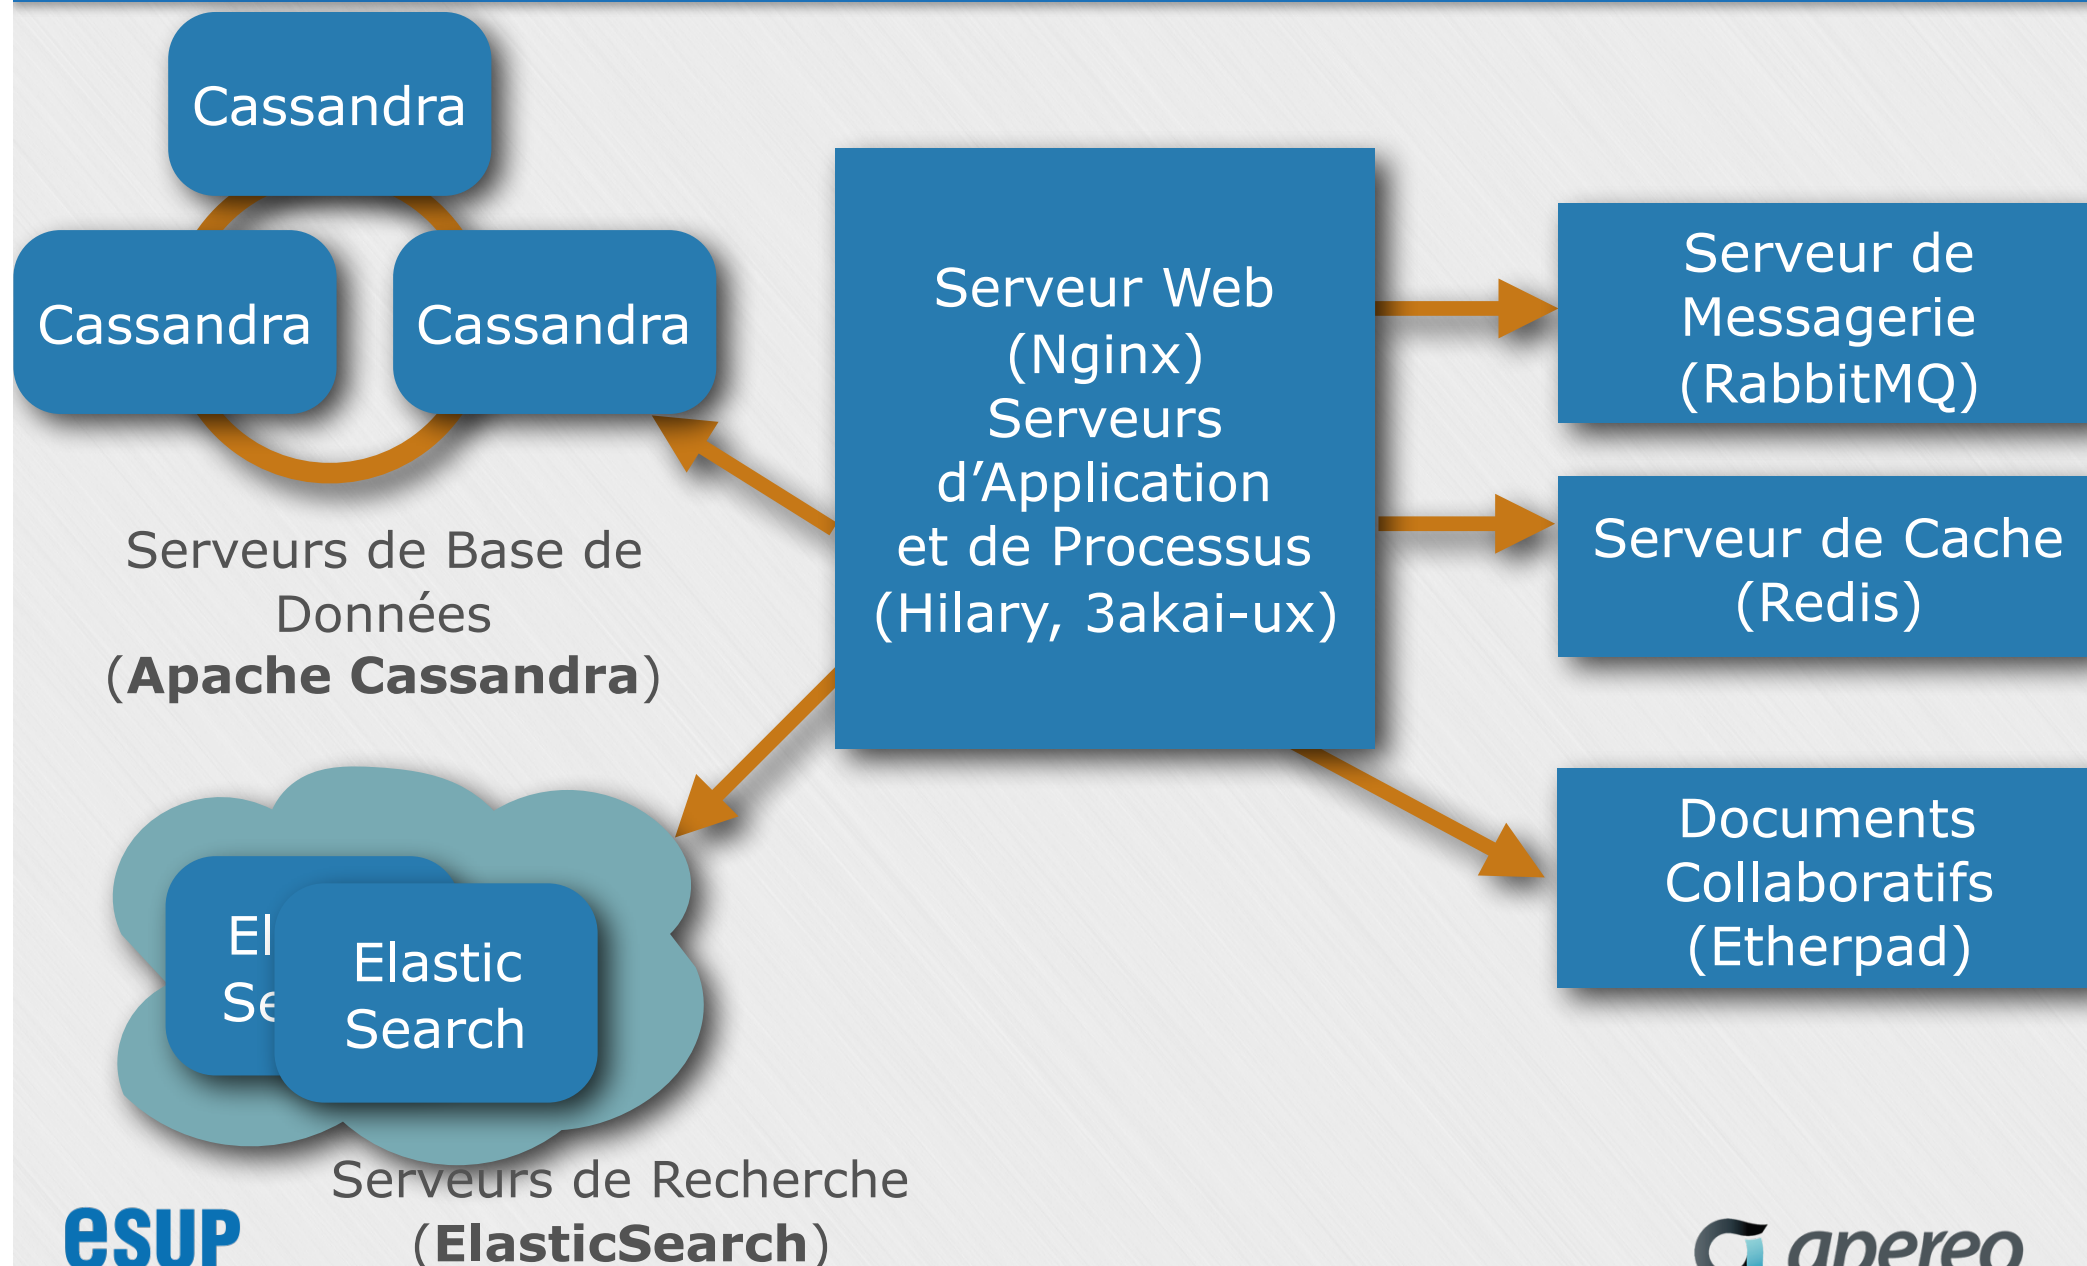 Cassandra
Cassandra
Cassandra
Serveurs de Base de
Données
(Apache Cassandra)
Serveur Web
(Nginx)
Serveurs
d’Application
et de Processus
(Hilary, 3akai-ux)
Serveur de
Messagerie
(RabbitMQ)
Serveur de Cache
(Redis)
Documents
Collaboratifs
(Etherpad)
Elastic
Search
Serveurs de Recherche
(ElasticSearch)
esup
apereo